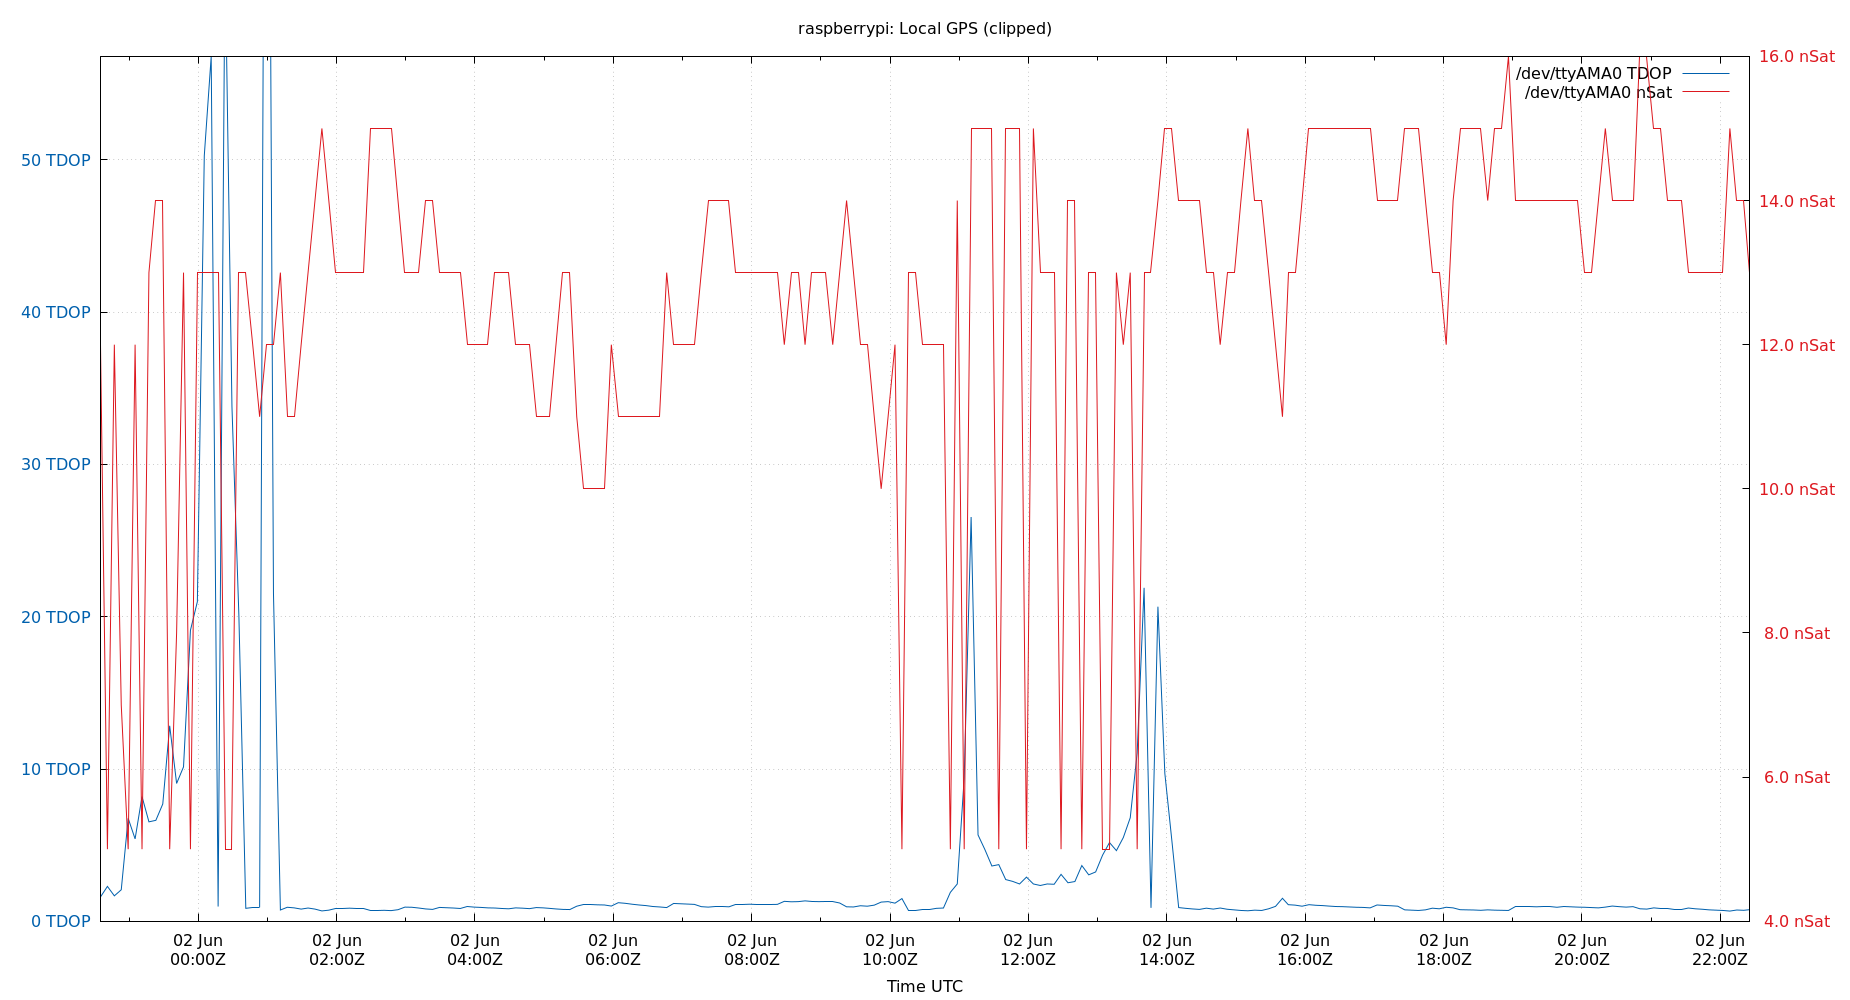 raspberrypi: Local GPS (clipped)
16.0 nSat
/dev/ttyAMA0 TDOP
/dev/ttyAMA0 nSat
50 TDOP
14.0 nSat
40 TDOP
12.0 nSat
30 TDOP
10.0 nSat
20 TDOP
8.0 nSat
10 TDOP
6.0 nSat
0 TDOP
4.0 nSat
02 Jun 02 Jun 02 Jun 02 Jun 02 Jun 02 Jun 02 Jun 02 Jun 02 Jun 02 Jun 02 Jun 02 Jun
00:00Z 02:00Z 04:00Z 06:00Z 08:00Z 10:00Z 12:00Z 14:00Z 16:00Z 18:00Z 20:00Z 22:00Z
Time UTC